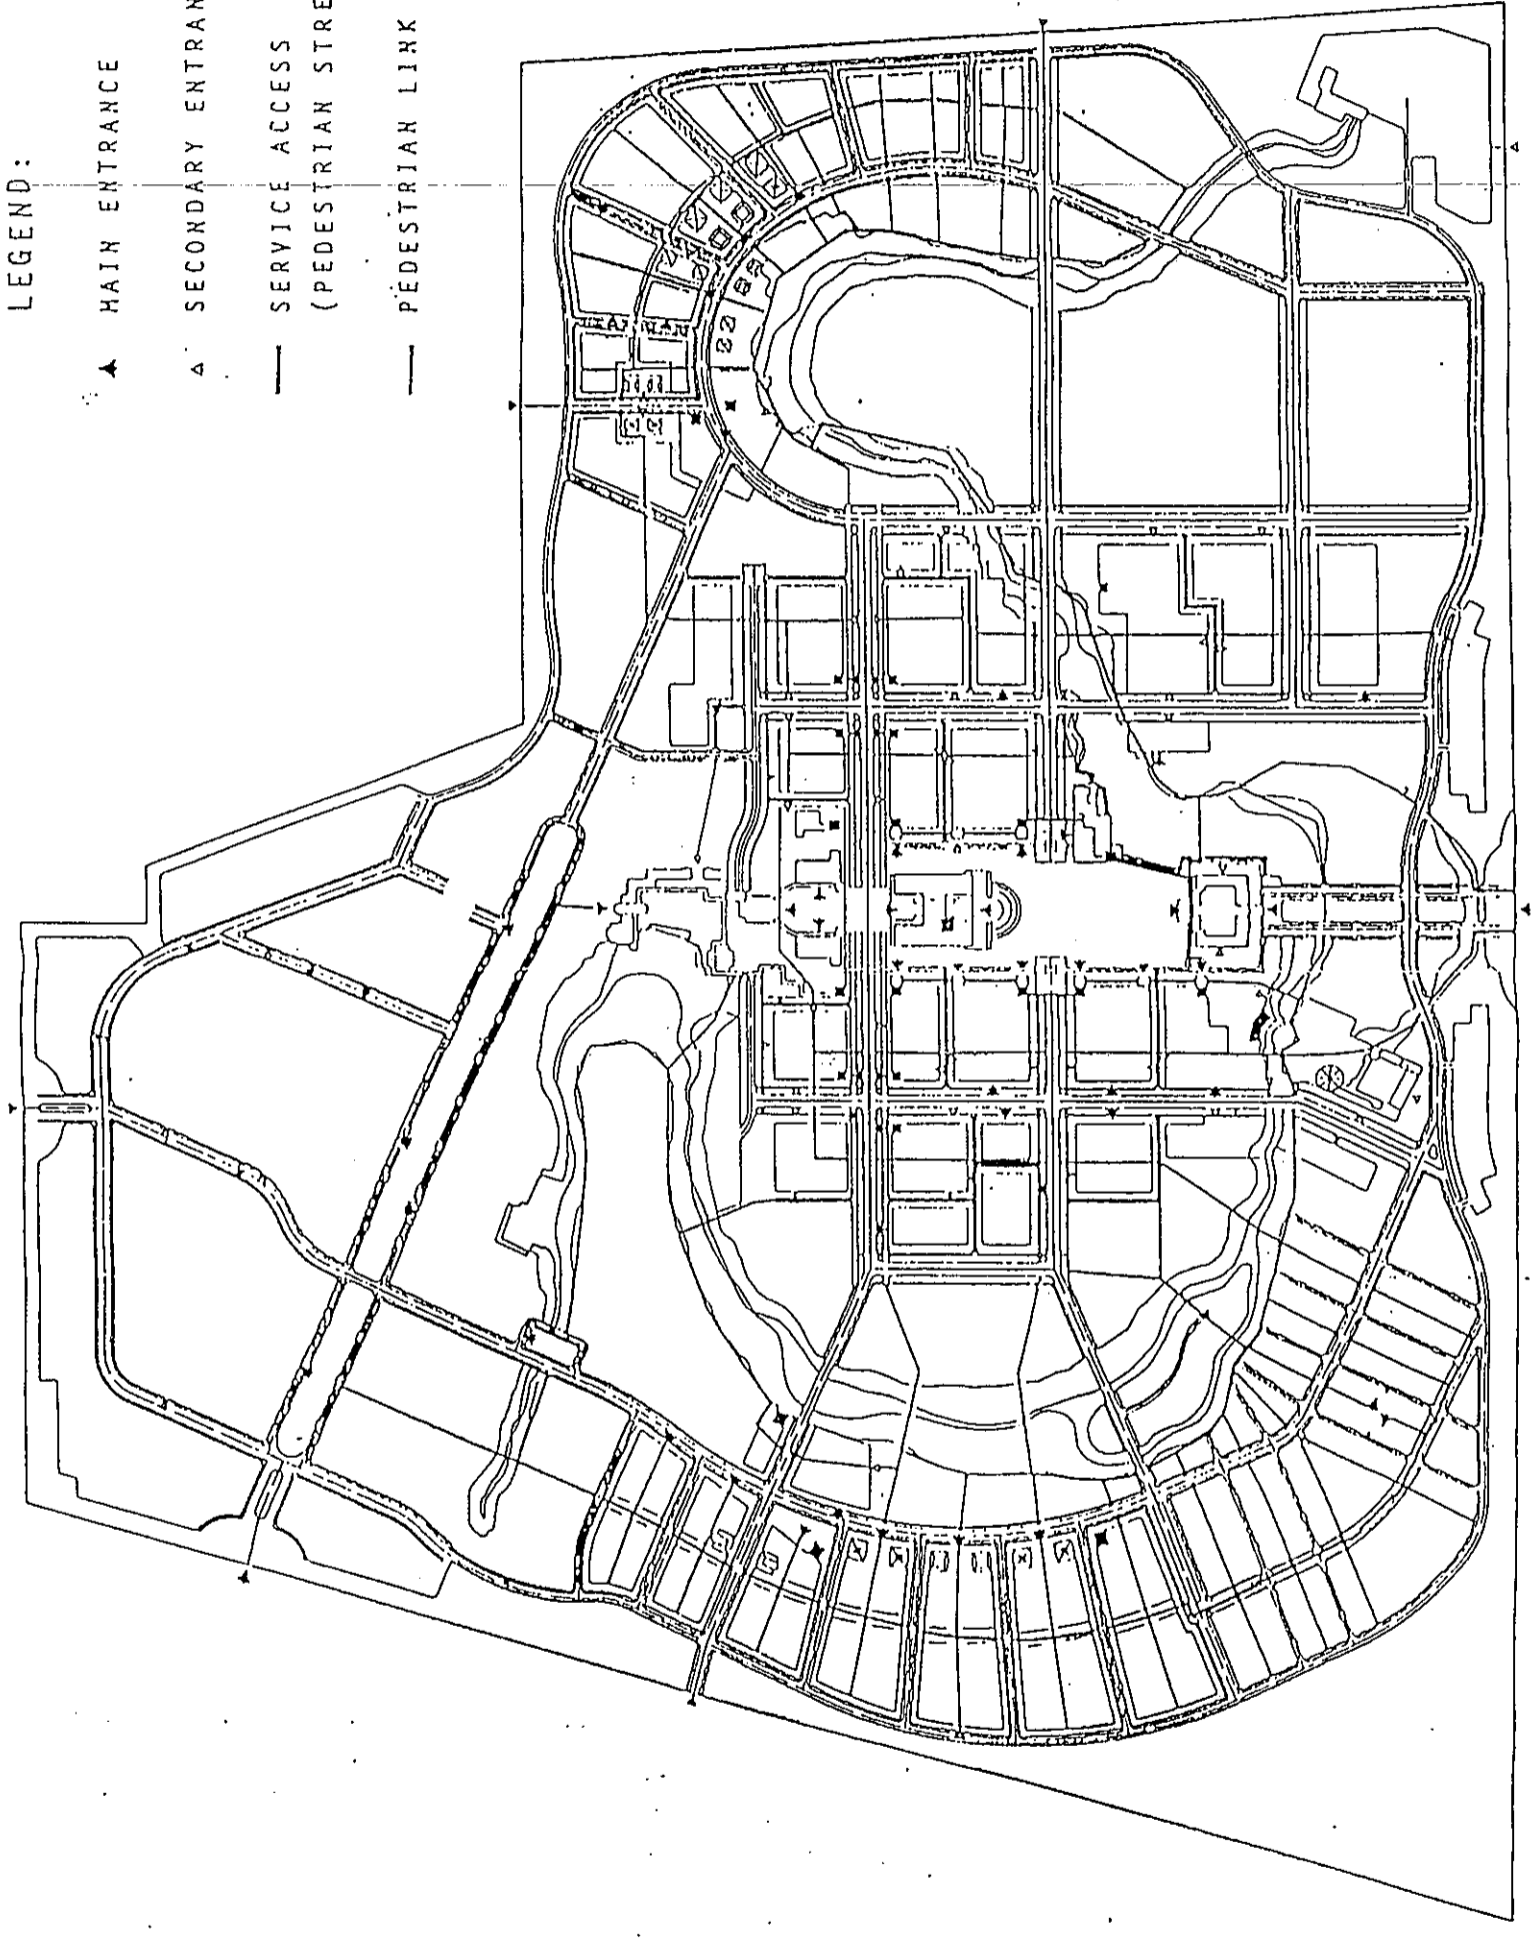 LEGEND:
MAIN ENTRANCE
SECONDARY ENTRAN
SERVICE ACCESS
(PEDESTRIAN STRE
PEDESTRIAN LINK